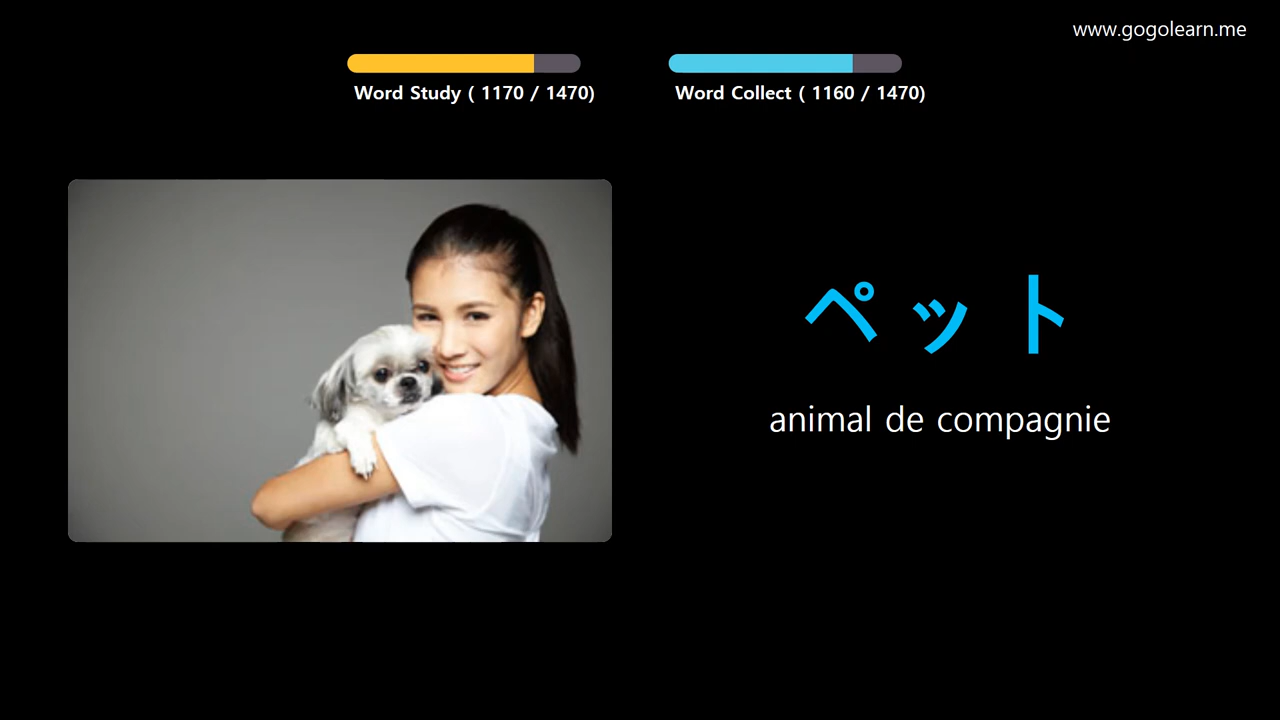 www.gogolearn.me
Word Study ( 1170 / 1470)
Word Collect ( 1160 / 1470)
ペット
animal de compagnie